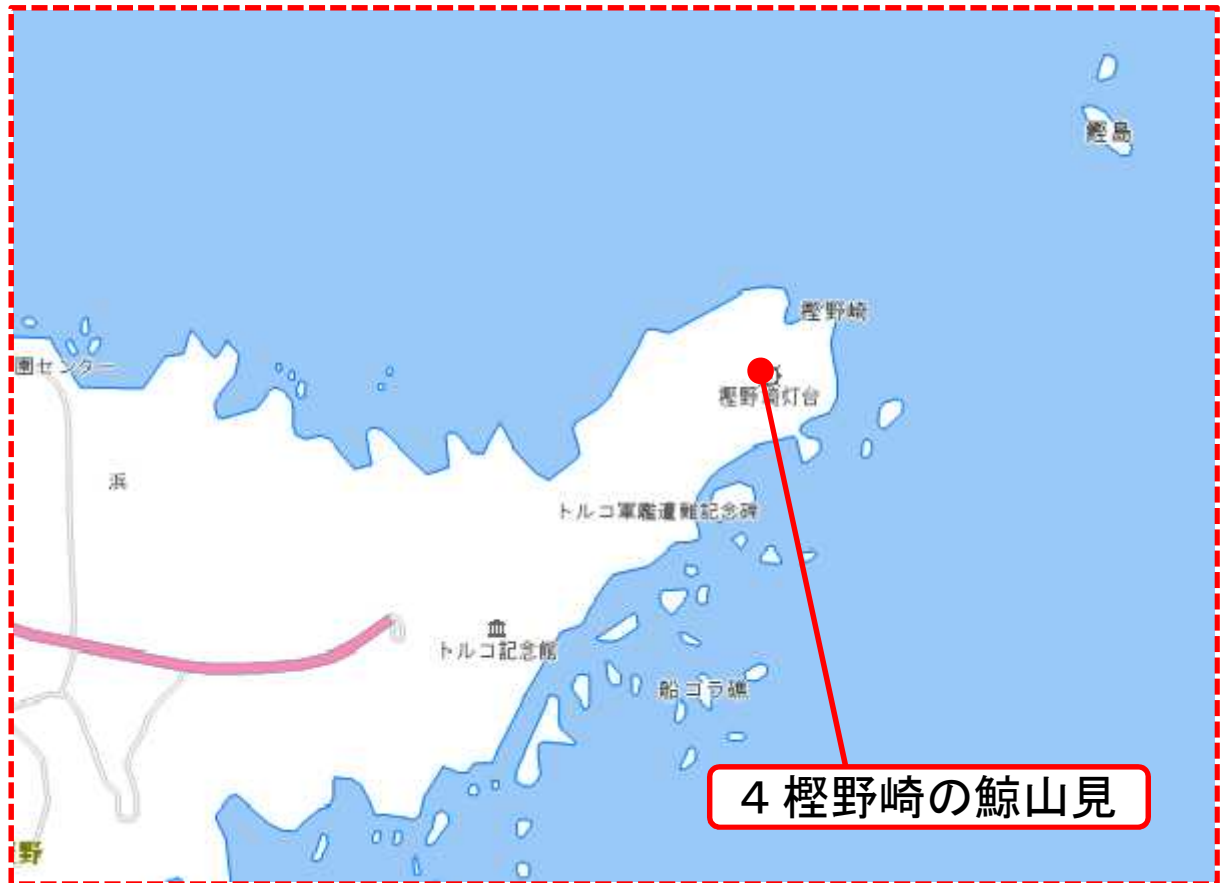 鰹島
樫野崎
園センター
樫野崎灯台
浜
トルコ軍艦遭難記念碑
トルコ記念館
船ゴラ礁
4 樫野崎の鯨山見
野